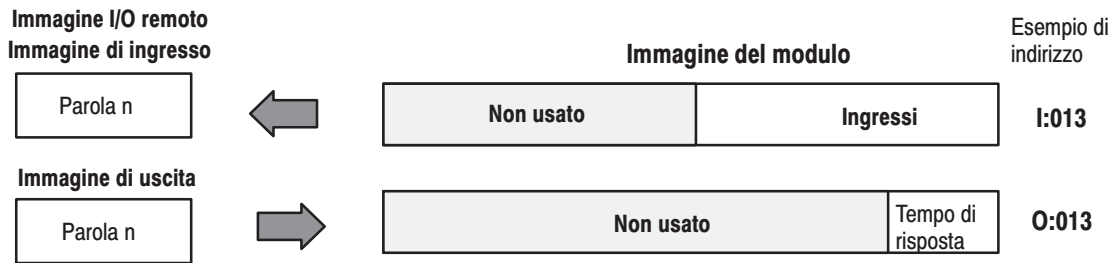 Immagine I/O remoto
Immagine di ingresso
Immagine del modulo
Esempio di
indirizzo
Parola n
Non usato
Ingressi
I:013
Immagine di uscita
Parola n
Non usato
Tempo di
risposta
O:013